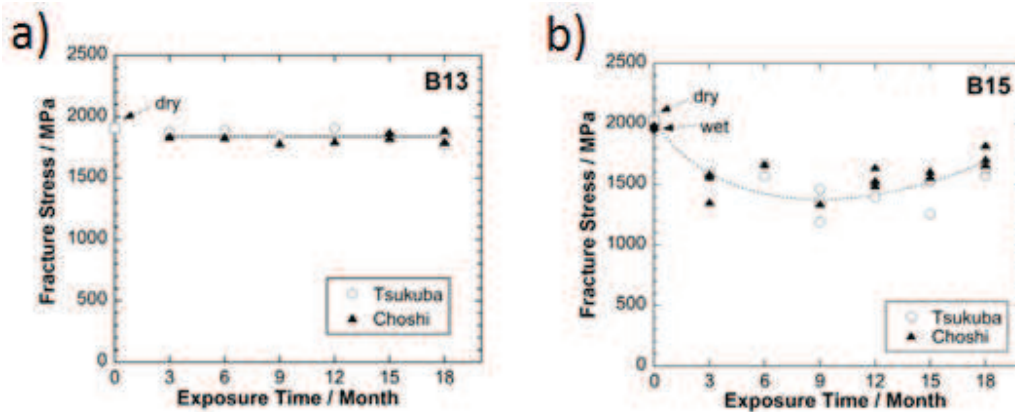 a)
2500
B13
2000
dry
1500
1000
500
0
Fracture Stress / MPa
Tsukuba
Choshi
0 3 6 9 12 15 18
Exposure Time / Month
b)
2500
B15
dry
2000
wet
1500
1000
500
0
Fracture Stress / MPa
Tsukuba
Choshi
0 3 6 9 12 15 18
Exposure Time / Month